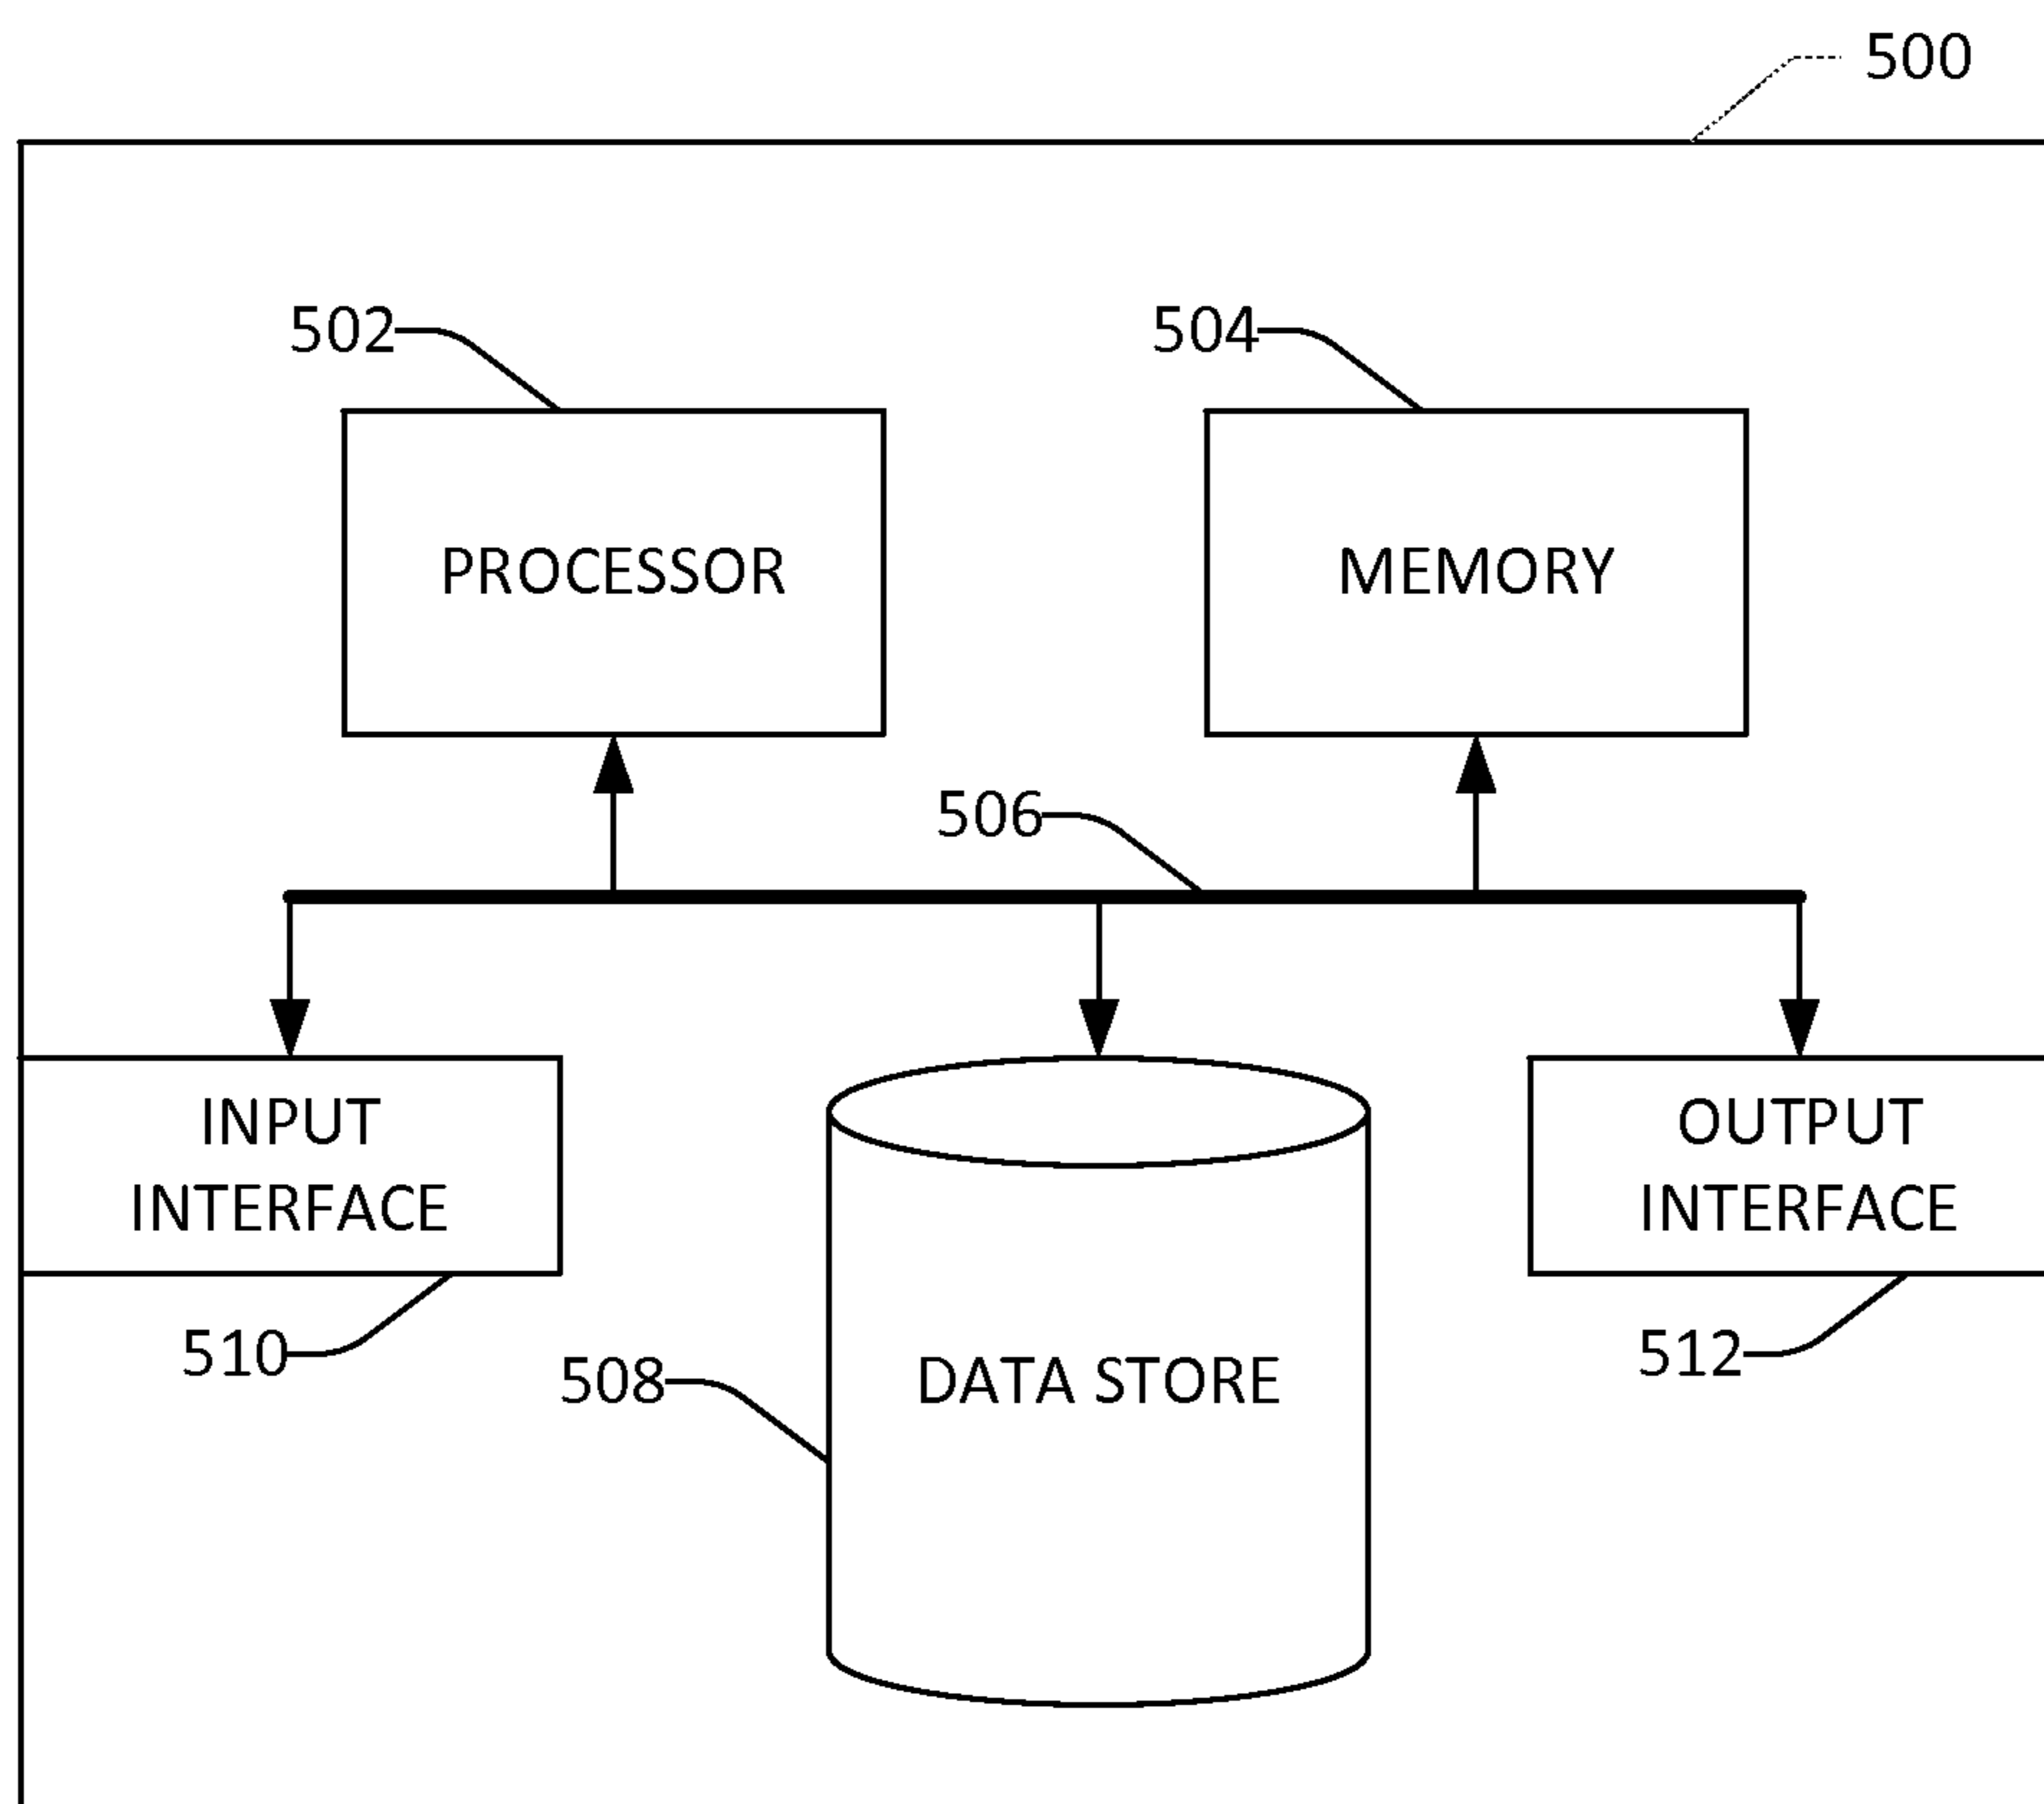 500
502
504
PROCESSOR
MEMORY
506
INPUT
INTERFACE
OUTPUT
INTERFACE
510
508
DATA STORE
512